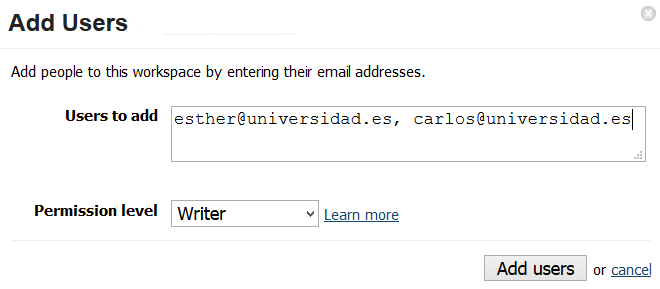 Add Users
Add people to this workspace by entering their email addresses.
Users to add esther@universidad.es, carlos@universidad.es
Permission level Writer Learn more
Add users or cancel